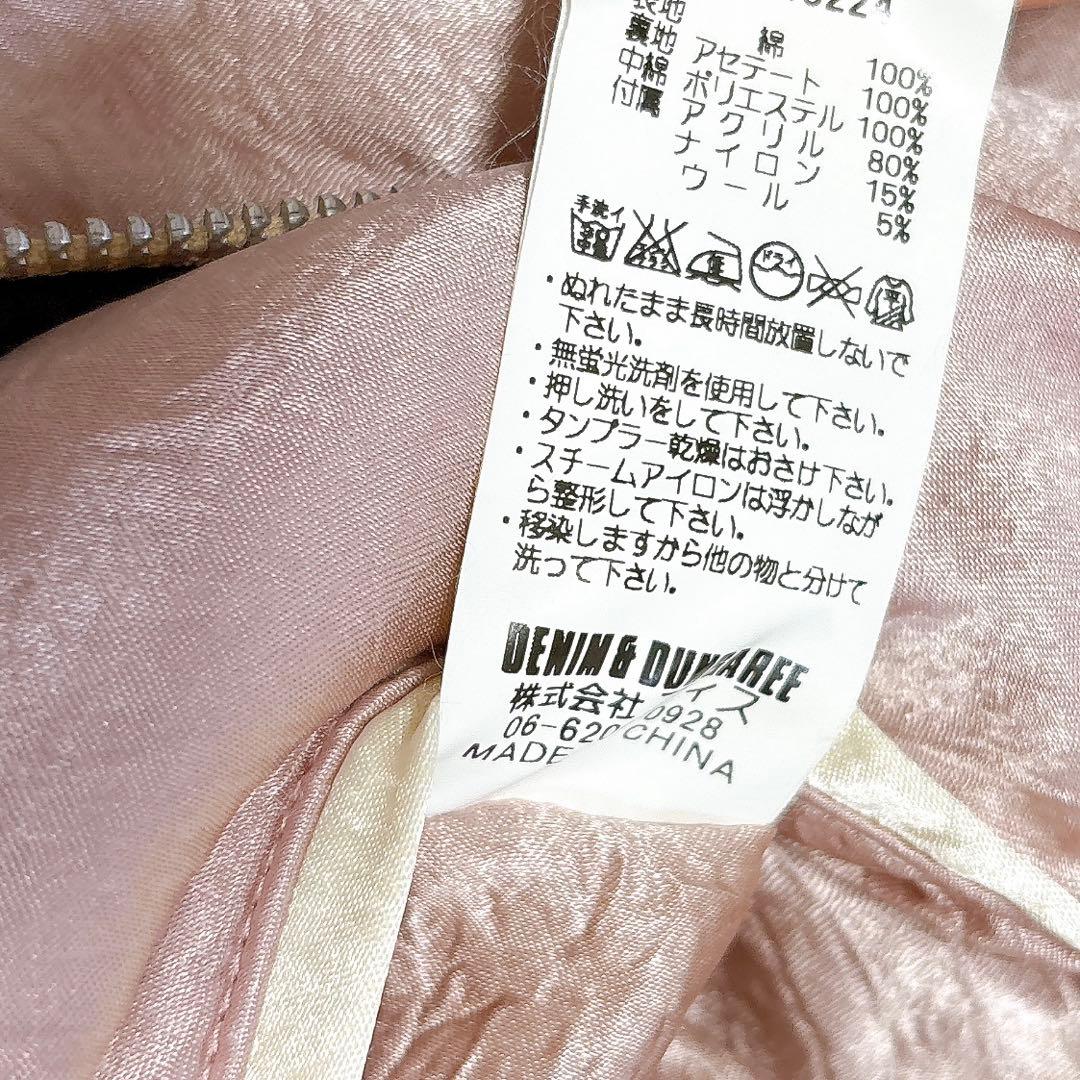 表地 綿 100%
裏地 アセテート 100%
中綿 ポリエステル 100%
付属 アクリル 80%
ナイロン 15%
ウール 5%
手洗イ
低
ドライ
・ぬれたまま長時間放置しないで
下さい.
・無蛍光洗剤を使用して下さい.
・押し洗いをして下さい.
・タンブラー乾燥はおさけ下さい.
・スチームアイロンは浮かしなが
ら整形して下さい.
・移染しますから他の物と分けて
洗って下さい.
DENIM & DUNGAREE
株式会社 イス
06-620 0928
MADE CHINA